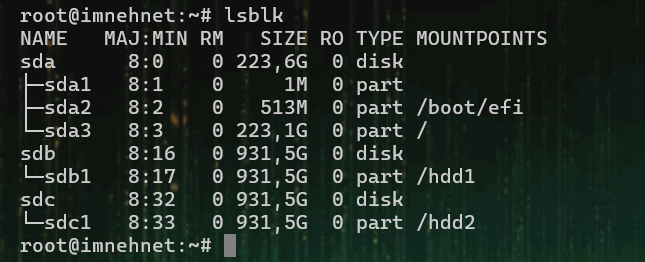 root@imnehnet:~# lsblk
NAME   MAJ:MIN RM   SIZE RO TYPE MOUNTPOINTS
sda      8:0    0 223,6G  0 disk
├─sda1   8:1    0     1M  0 part
├─sda2   8:2    0   513M  0 part /boot/efi
└─sda3   8:3    0 223,1G  0 part /
sdb      8:16   0 931,5G  0 disk
└─sdb1   8:17   0 931,5G  0 part /hdd1
sdc      8:32   0 931,5G  0 disk
└─sdc1   8:33   0 931,5G  0 part /hdd2
root@imnehnet:~#